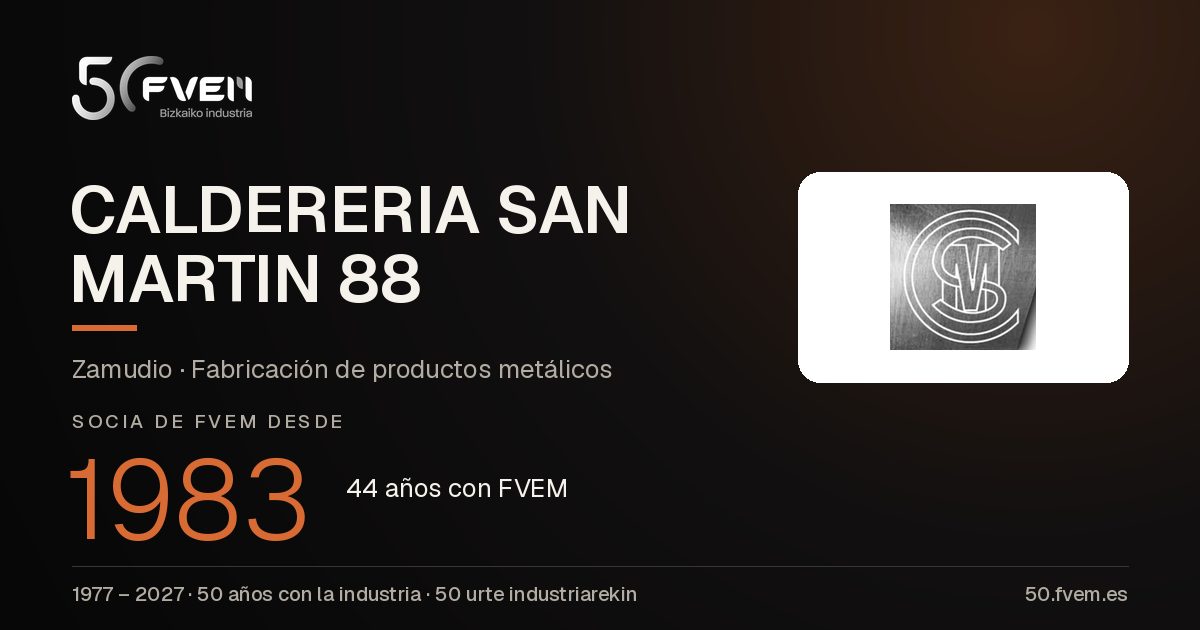 50 FVEM
Bizkaiko industria
CALDERERIA SAN
MARTIN 88
Zamudio · Fabricación de productos metálicos
SOCIA DE FVEM DESDE
1983
44 años con FVEM
CSM
1977 – 2027 · 50 años con la industria · 50 urte industriarekin
50.fvem.es